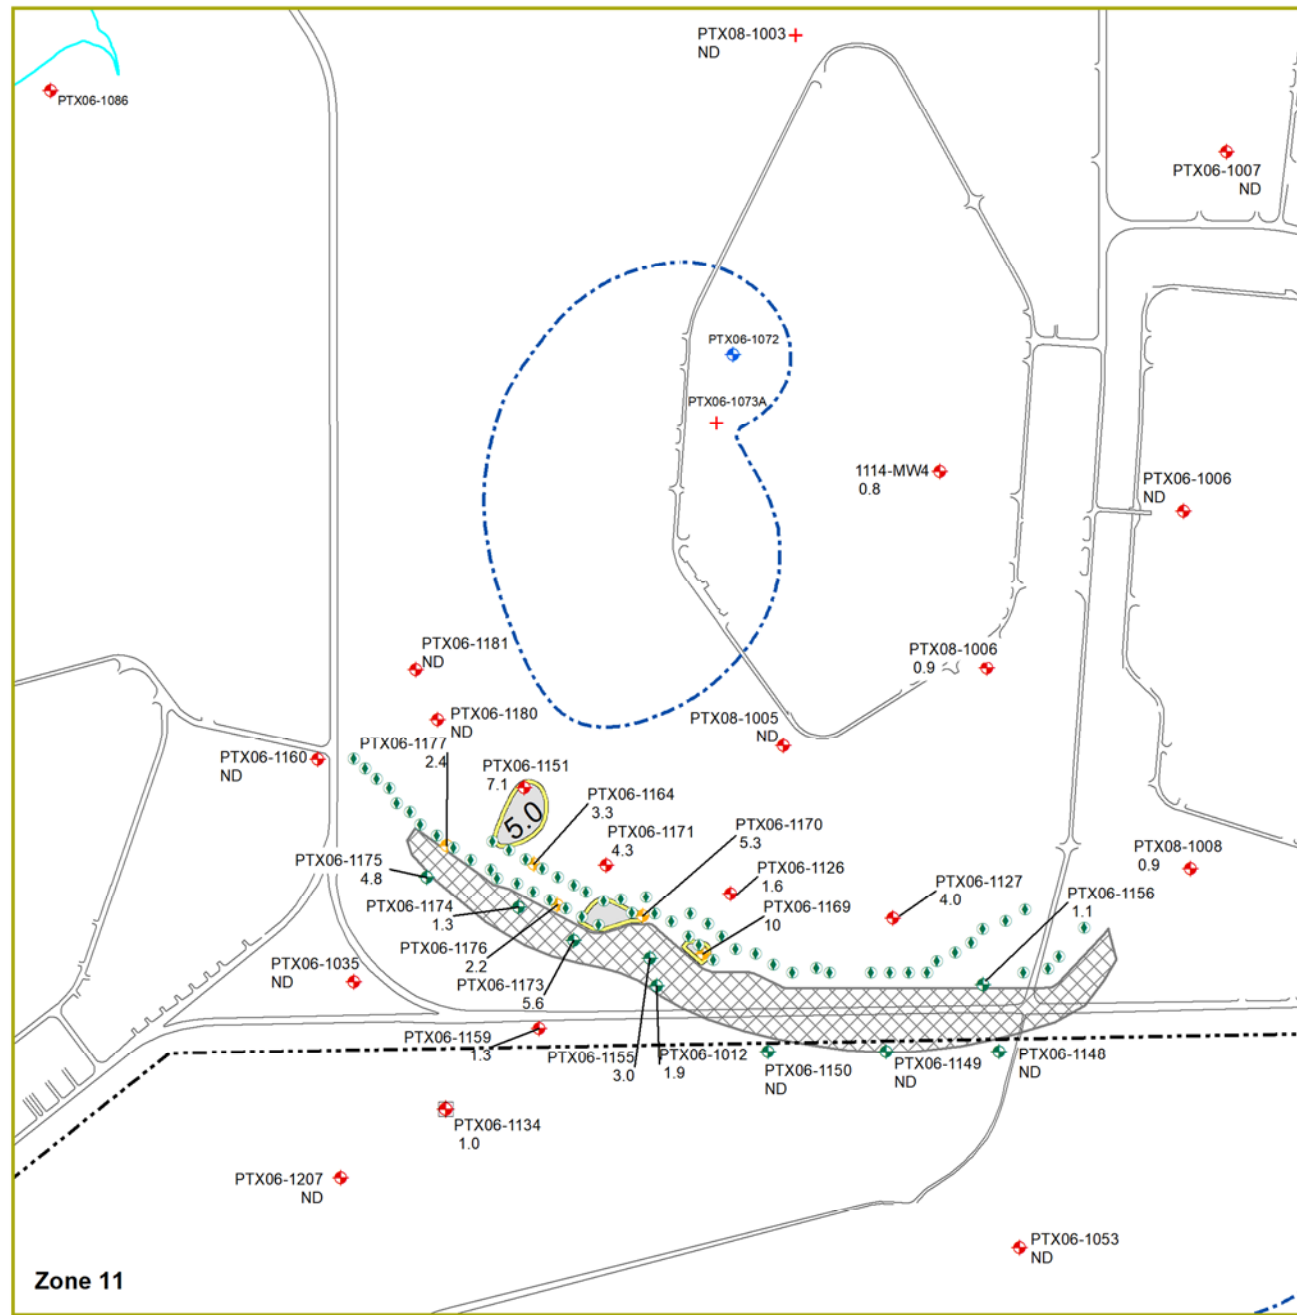 PTX08-1003
ND
PTX06-1086
PTX06-1007
ND
PTX06-1072
PTX06-1073A
1114-MW4
0.8
PTX06-1006
ND
PTX06-1181
ND
PTX08-1006
0.9
PTX06-1180
ND
PTX08-1005
ND
PTX06-1177
2.4
PTX06-1160
ND
PTX06-1151
7.1
5.0
PTX06-1164
3.3
PTX06-1170
5.3
PTX06-1171
4.3
PTX06-1175
4.8
PTX06-1126
1.6
PTX08-1008
0.9
PTX06-1127
4.0
PTX06-1156
1.1
PTX06-1174
1.3
PTX06-1169
10
PTX06-1176
2.2
PTX06-1035
ND
PTX06-1173
5.6
PTX06-1159
1.3
PTX06-1155
3.0
PTX06-1012
1.9
PTX06-1150
ND
PTX06-1149
ND
PTX06-1148
ND
PTX06-1134
1.0
PTX06-1207
ND
PTX06-1053
ND
Zone 11